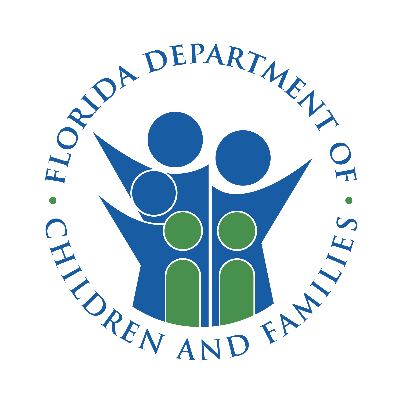 FLORIDA DEPARTMENT OF
CHILDREN AND FAMILIES